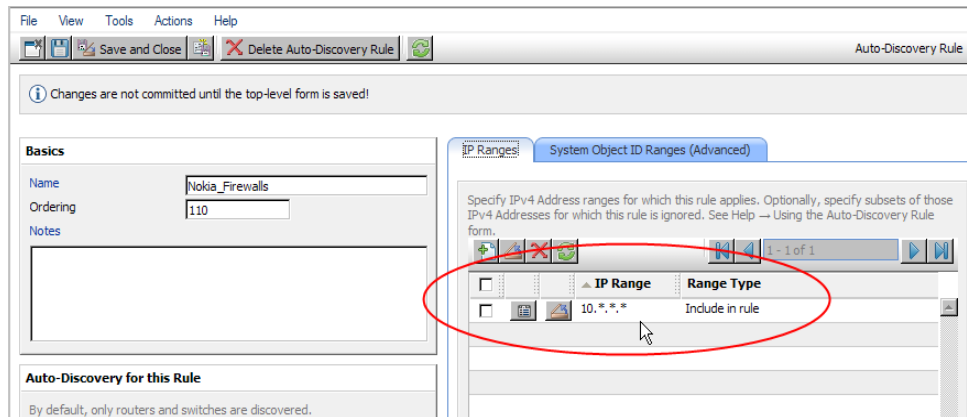 File View Tools Actions Help
Save and Close Delete Auto-Discovery Rule Auto-Discovery Rule
Changes are not committed until the top-level form is saved!
Basics
Name Nokia_Firewalls
Ordering 110
Notes
IP Ranges System Object ID Ranges (Advanced)
Specify IPv4 Address ranges for which this rule applies. Optionally, specify subsets of those
IPv4 Addresses for which this rule is ignored. See Help → Using the Auto-Discovery Rule
form.
1 - 1 of 1
IP Range Range Type
10.*.*.* Include in rule
Auto-Discovery for this Rule
By default, only routers and switches are discovered.